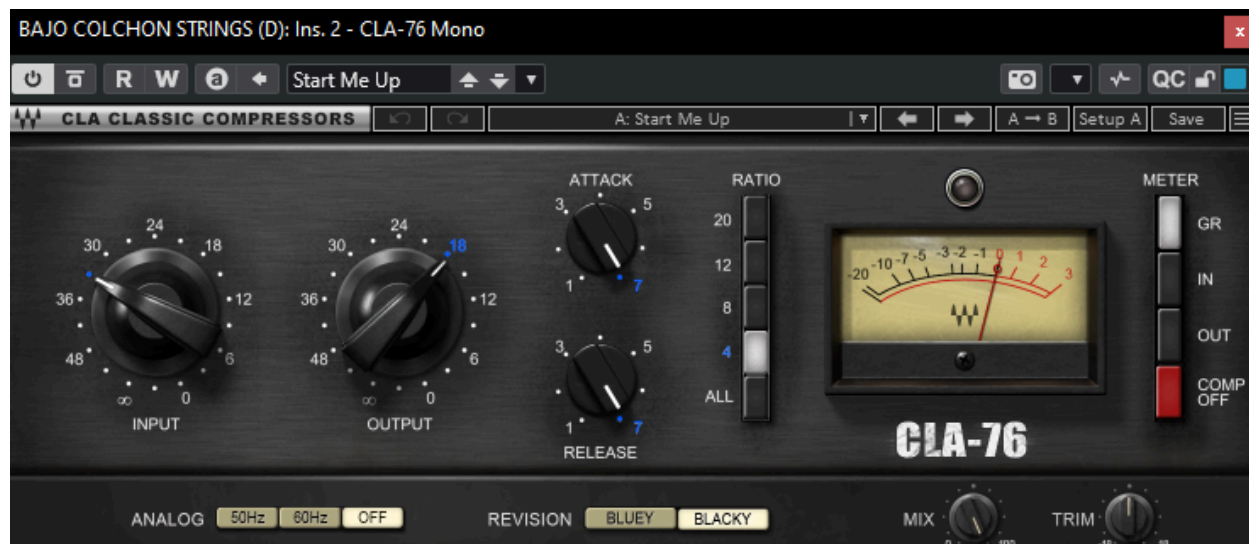 BAJO COLCHON STRINGS (D): Ins. 2 - CLA-76 Mono
x
R W a Start Me Up QC
CLA CLASSIC COMPRESSORS A: Start Me Up A → B Setup A Save
ATTACK RATIO METER
24 24 3 5 20 GR
30 18 30 18
1 7 12 IN
36 12 36 12 8
3 5 4 OUT
48 6 48 6
∞ 0 ∞ 0 1 7 ALL COMP OFF
INPUT OUTPUT RELEASE
-20 -10 -7 -5 -3 -2 -1 0 1 2 3
CLA-76
ANALOG 50Hz 60Hz OFF REVISION BLUEY BLACKY MIX TRIM